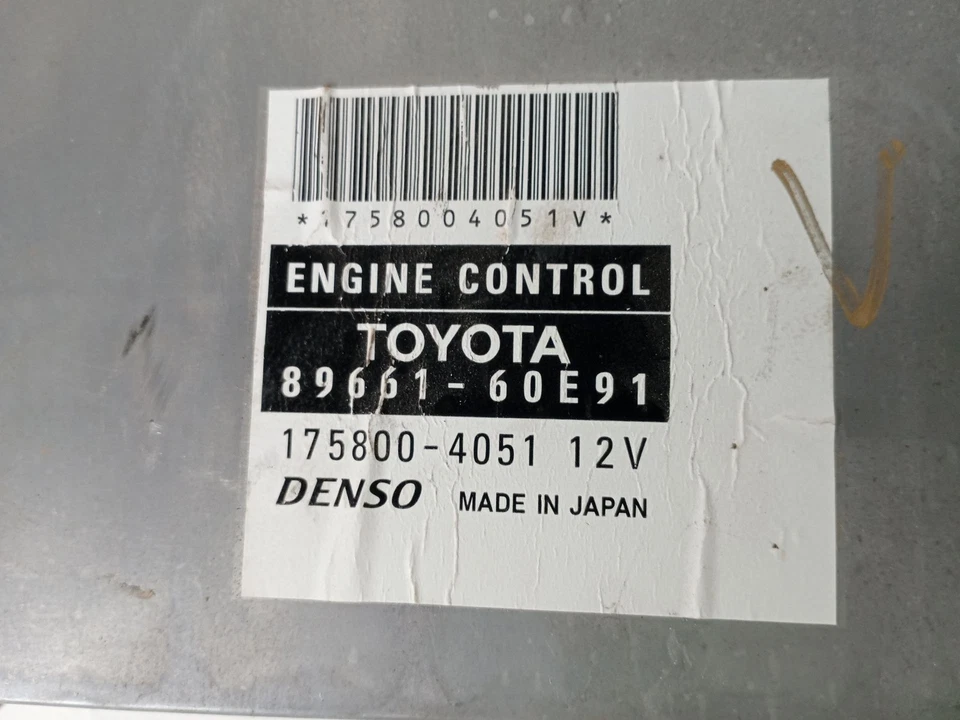 *1758004051V*
ENGINE CONTROL
TOYOTA
89661-60E91
175800-4051 12V
DENSO MADE IN JAPAN